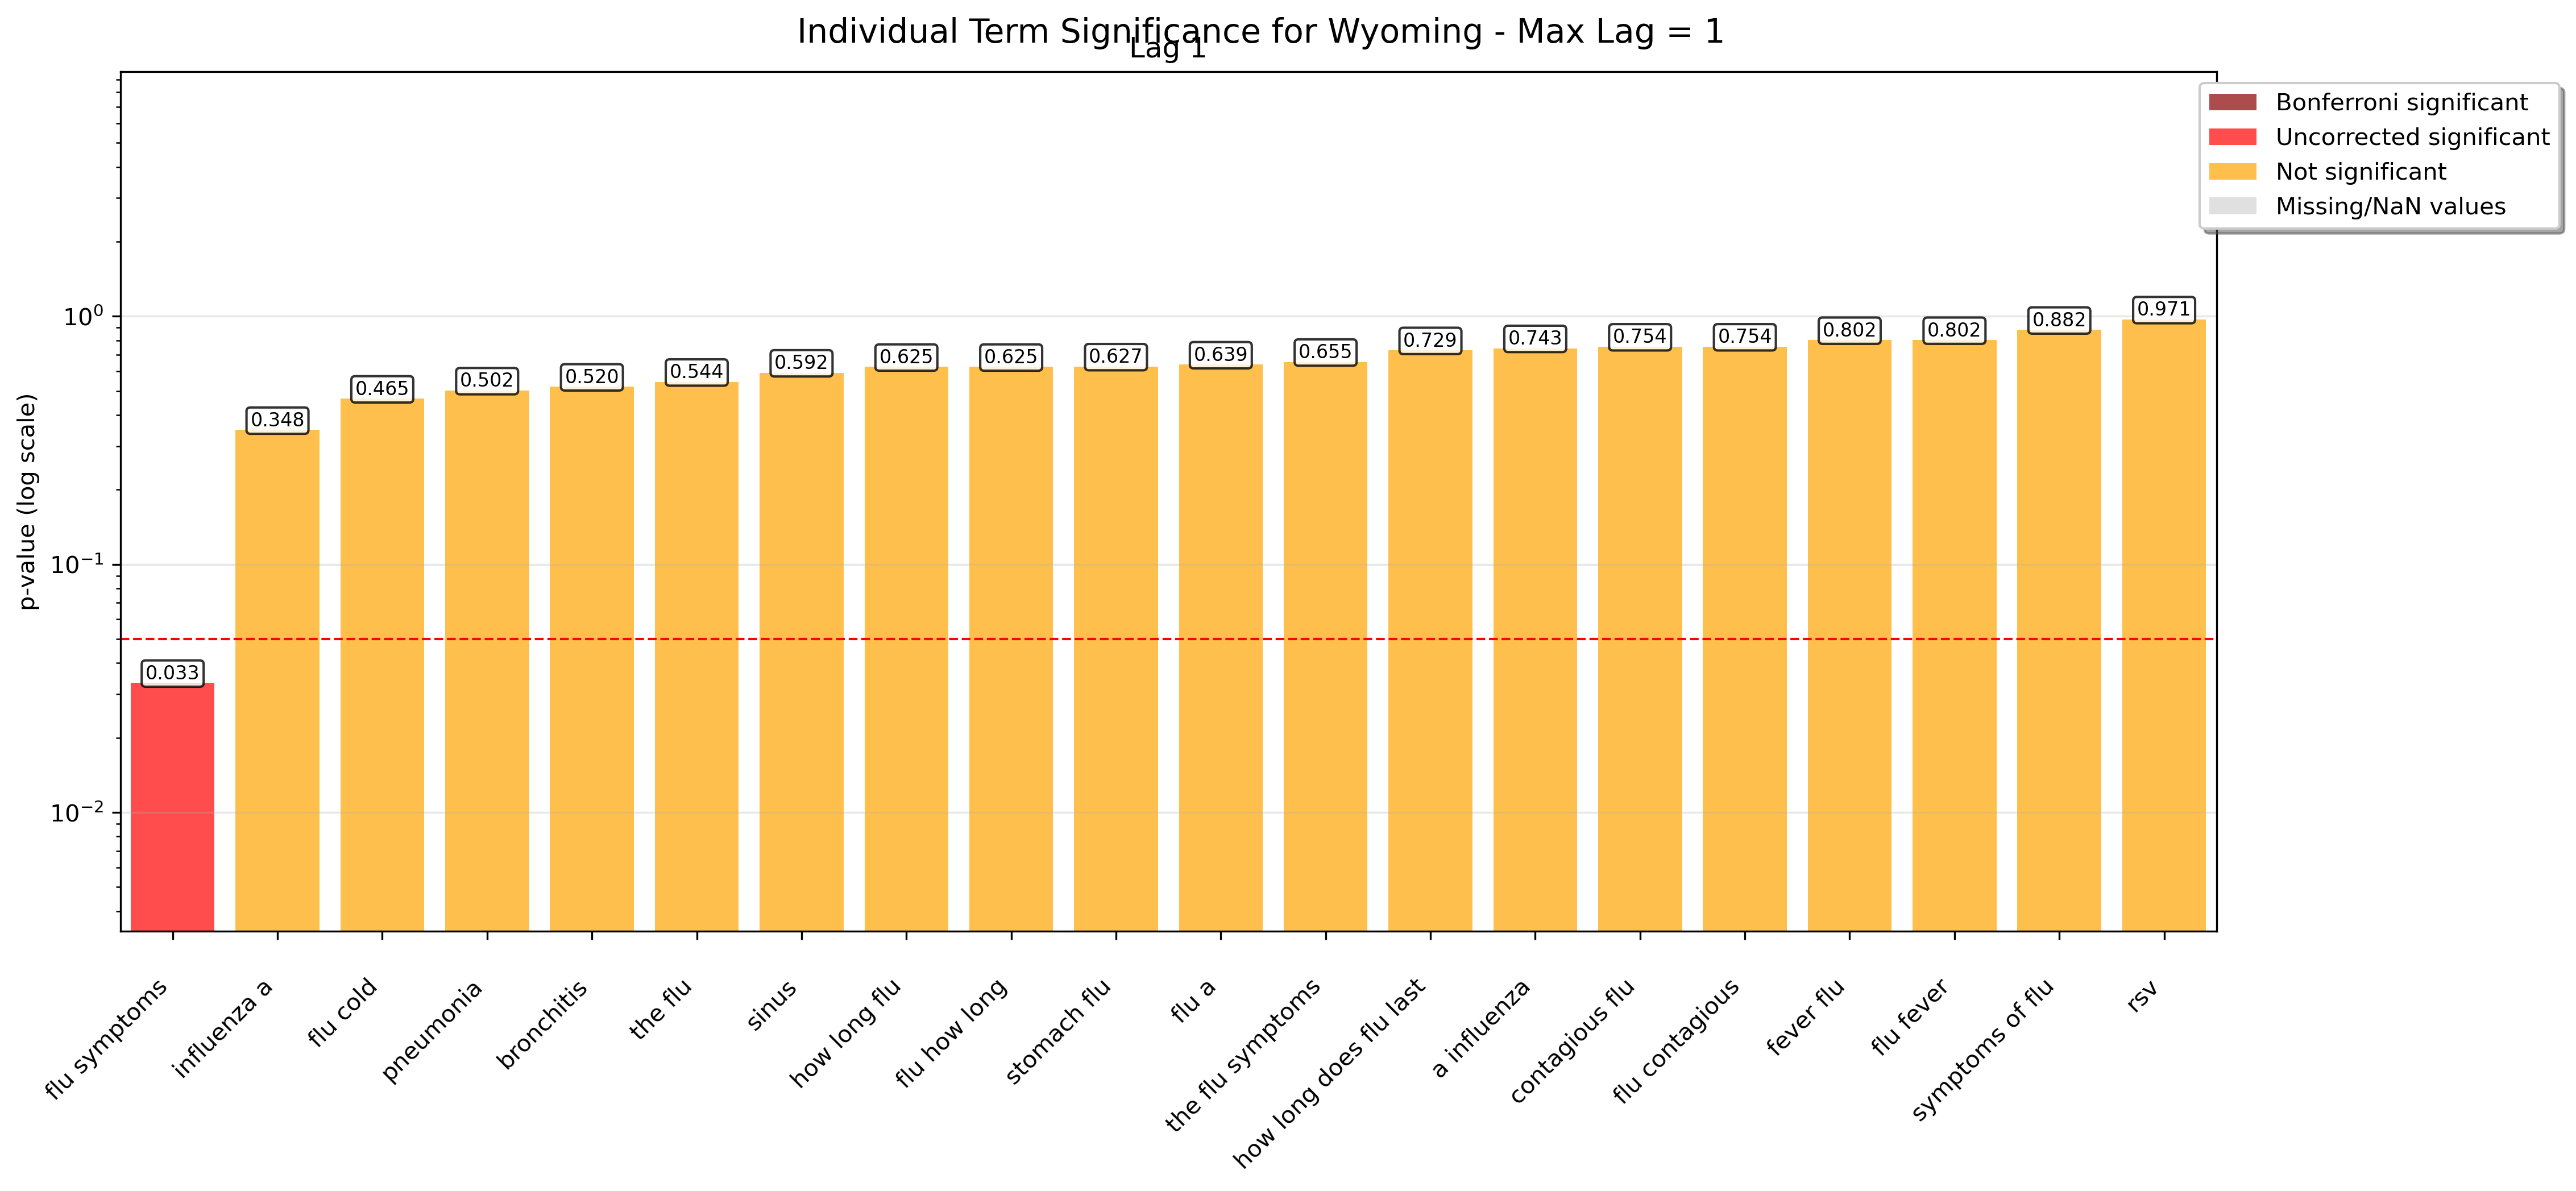 Individual Term Significance for Wyoming - Max Lag = 1
Lag 1
Bonferroni significant
Uncorrected significant
Not significant
Missing/NaN values
p-value (log scale)
10⁰
10⁻¹
10⁻²
0.033
0.348
0.465
0.502
0.520
0.544
0.592
0.625
0.625
0.627
0.639
0.655
0.729
0.743
0.754
0.754
0.802
0.802
0.882
0.971
flu symptoms
influenza a
flu cold
pneumonia
bronchitis
the flu
sinus
how long flu
flu how long
stomach flu
flu a
the flu symptoms
how long does flu last
a influenza
contagious flu
flu contagious
fever flu
flu fever
symptoms of flu
rsv